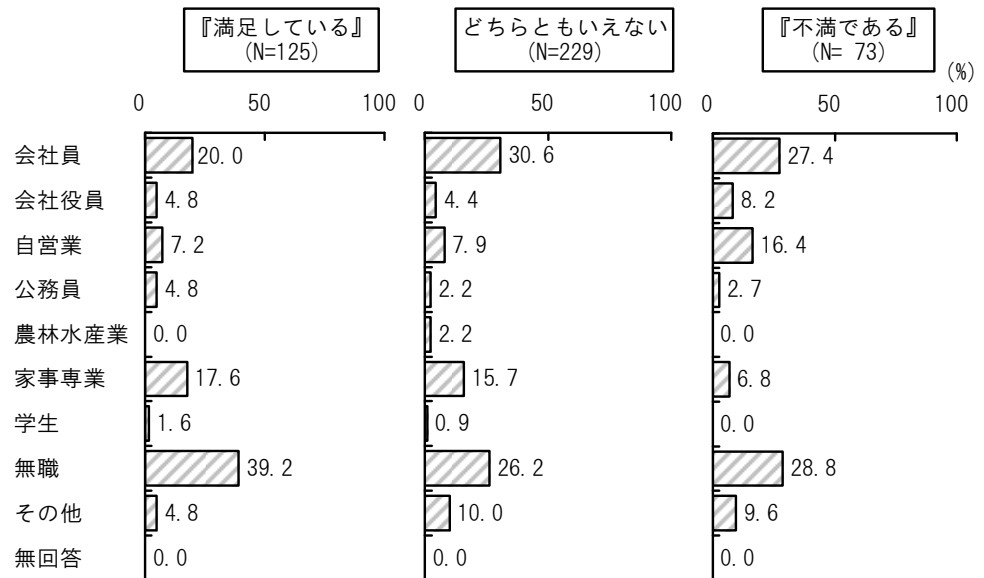 『満足している』
(N=125)
どちらともいえない
(N=229)
『不満である』
(N= 73)
(%)
0 50 100 0 50 100 0 50 100
会社員 20.0 30.6 27.4
会社役員 4.8 4.4 8.2
自営業 7.2 7.9 16.4
公務員 4.8 2.2 2.7
農林水産業 0.0 2.2 0.0
家事専業 17.6 15.7 6.8
学生 1.6 0.9 0.0
無職 39.2 26.2 28.8
その他 4.8 10.0 9.6
無回答 0.0 0.0 0.0